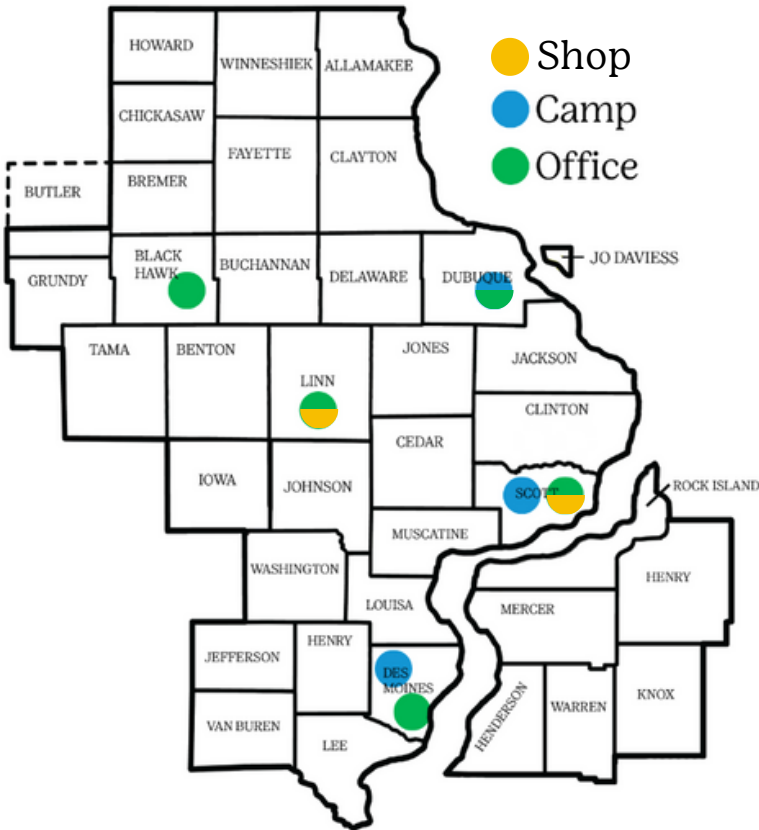 HOWARD
WINNESHIEK
ALLAMAKEE
Shop
Camp
Office
CHICKASAW
FAYETTE
CLAYTON
BUTLER
BREMER
BLACK
HAWK
BUCHANNAN
DELAWARE
DUBUQUE
JO DAVIESS
GRUNDY
TAMA
BENTON
LINN
JONES
JACKSON
CLINTON
CEDAR
IOWA
JOHNSON
SCOTT
ROCK ISLAND
MUSCATINE
WASHINGTON
LOUISA
MERCER
HENRY
JEFFERSON
HENRY
DES
MOINES
VAN BUREN
LEE
HENDERSON
WARREN
KNOX